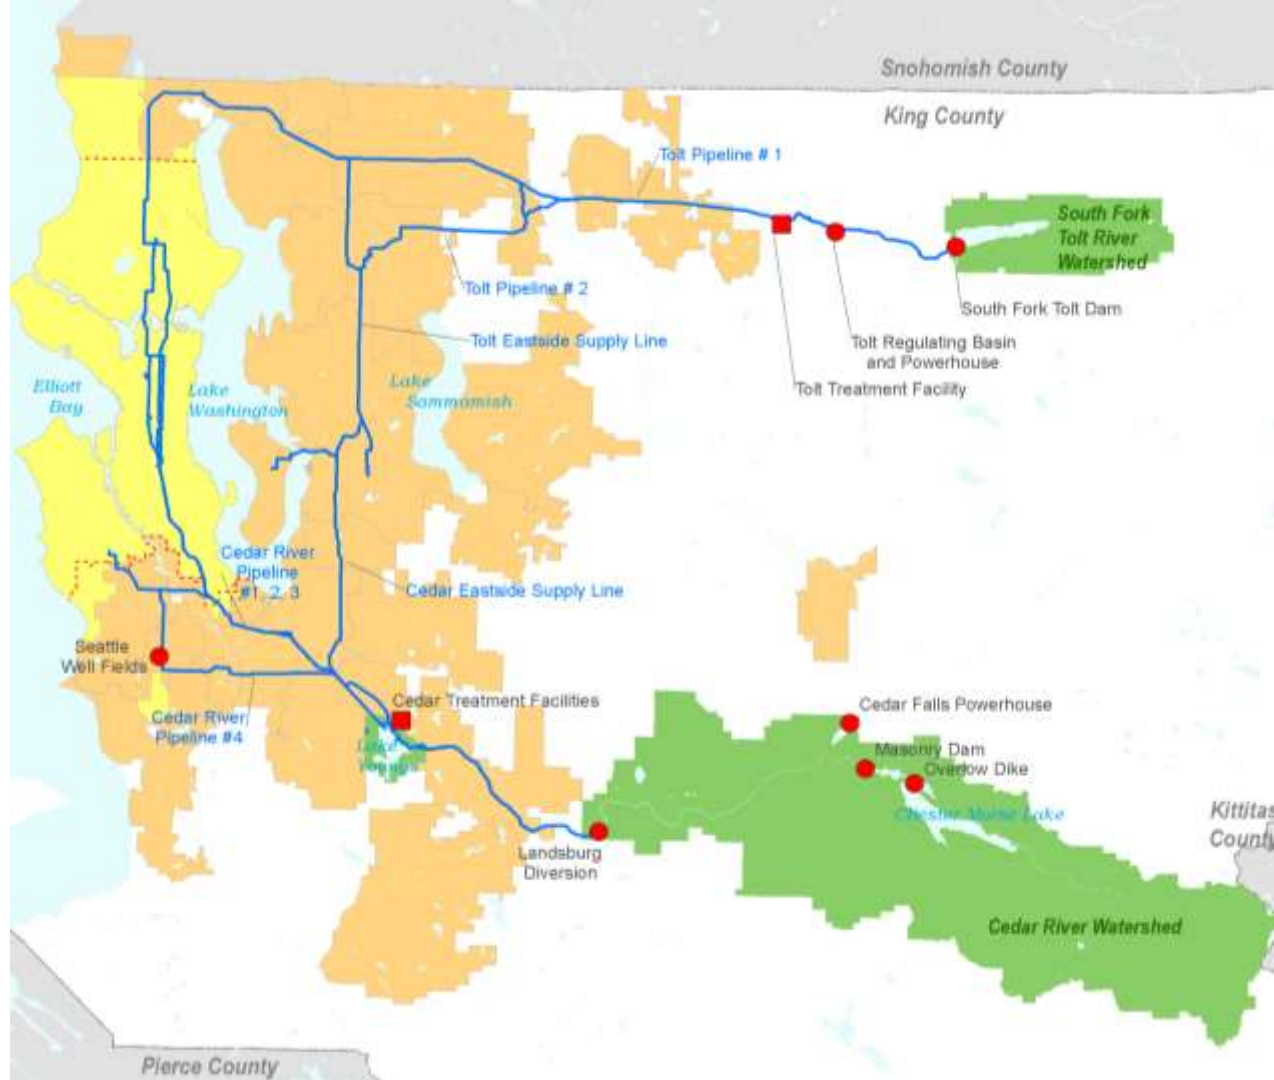 Snohomish County
King County
Tolt Pipeline # 1
South Fork
Tolt River
Watershed
Tolt Pipeline # 2
South Fork Tolt Dam
Tolt Eastside Supply Line
Tolt Regulating Basin
and Powerhouse
Tolt Treatment Facility
Elliott
Bay
Lake
Washington
Lake
Sammamish
Cedar River
Pipeline
#1, 2, 3
Cedar Eastside Supply Line
Seattle
Well Fields
Cedar River
Pipeline #4
Cedar Treatment Facilities
Lake
Youngs
Cedar Falls Powerhouse
Masonry Dam
Overlow Dike
Chester Morse Lake
Kittitas
County
Landsburg
Diversion
Cedar River Watershed
Pierce County